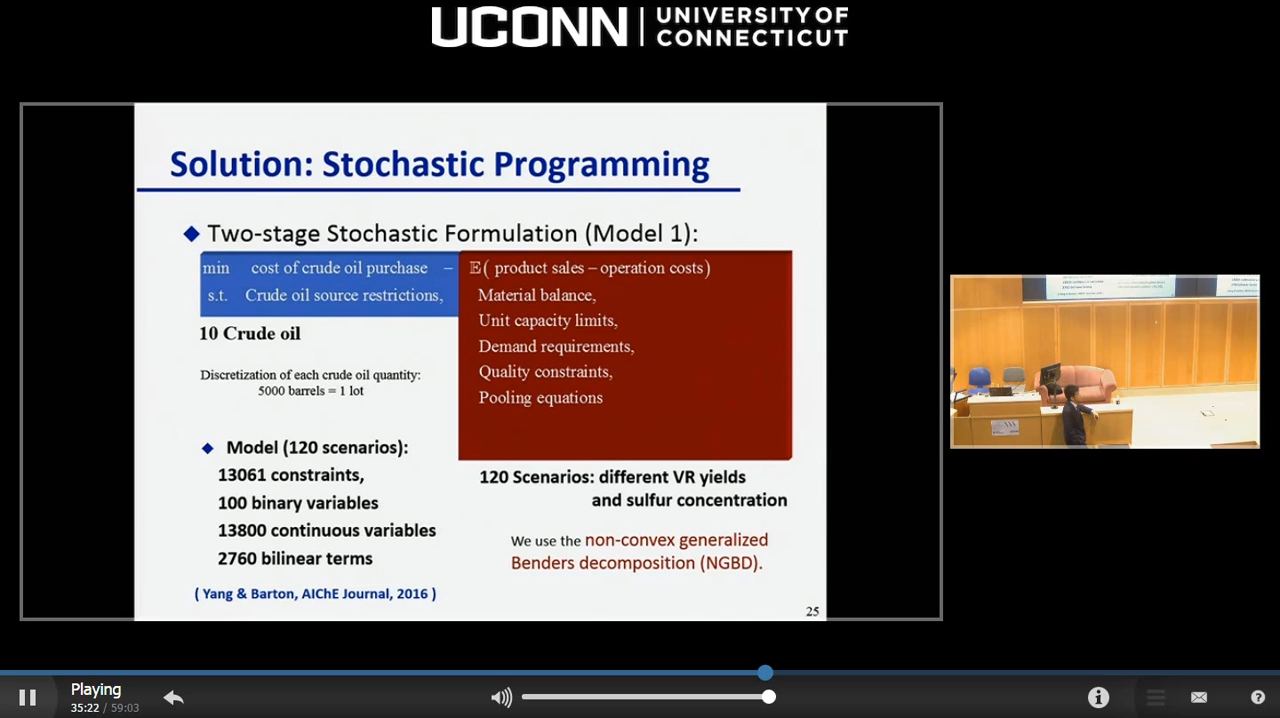 UCONN | UNIVERSITY OF
CONNECTICUT
Solution: Stochastic Programming
◆ Two-stage Stochastic Formulation (Model 1):
min cost of crude oil purchase – 𝔼( product sales – operation costs)
s.t. Crude oil source restrictions,
Material balance,
Unit capacity limits,
Demand requirements,
Quality constraints,
Pooling equations
10 Crude oil
Discretization of each crude oil quantity:
5000 barrels = 1 lot
◆ Model (120 scenarios):
13061 constraints,
100 binary variables
13800 continuous variables
2760 bilinear terms
120 Scenarios: different VR yields
and sulfur concentration
We use the non-convex generalized
Benders decomposition (NGBD).
( Yang & Barton, AIChE Journal, 2016 )
25
Playing
35:22 / 59:03